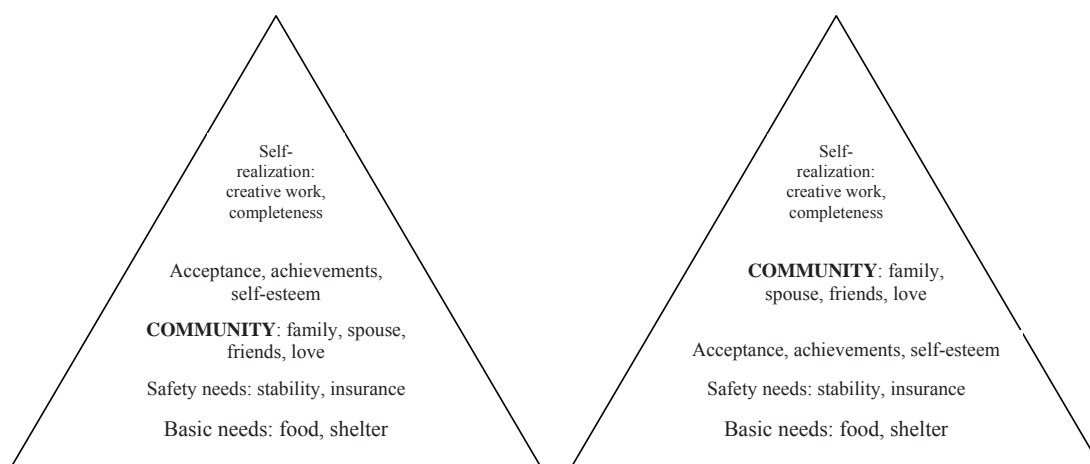 Self-
realization:
creative work,
completeness
Acceptance, achievements,
self-esteem
COMMUNITY: family, spouse,
friends, love
Safety needs: stability, insurance
Basic needs: food, shelter
Self-
realization:
creative work,
completeness
COMMUNITY: family,
spouse, friends, love
Acceptance, achievements, self-esteem
Safety needs: stability, insurance
Basic needs: food, shelter